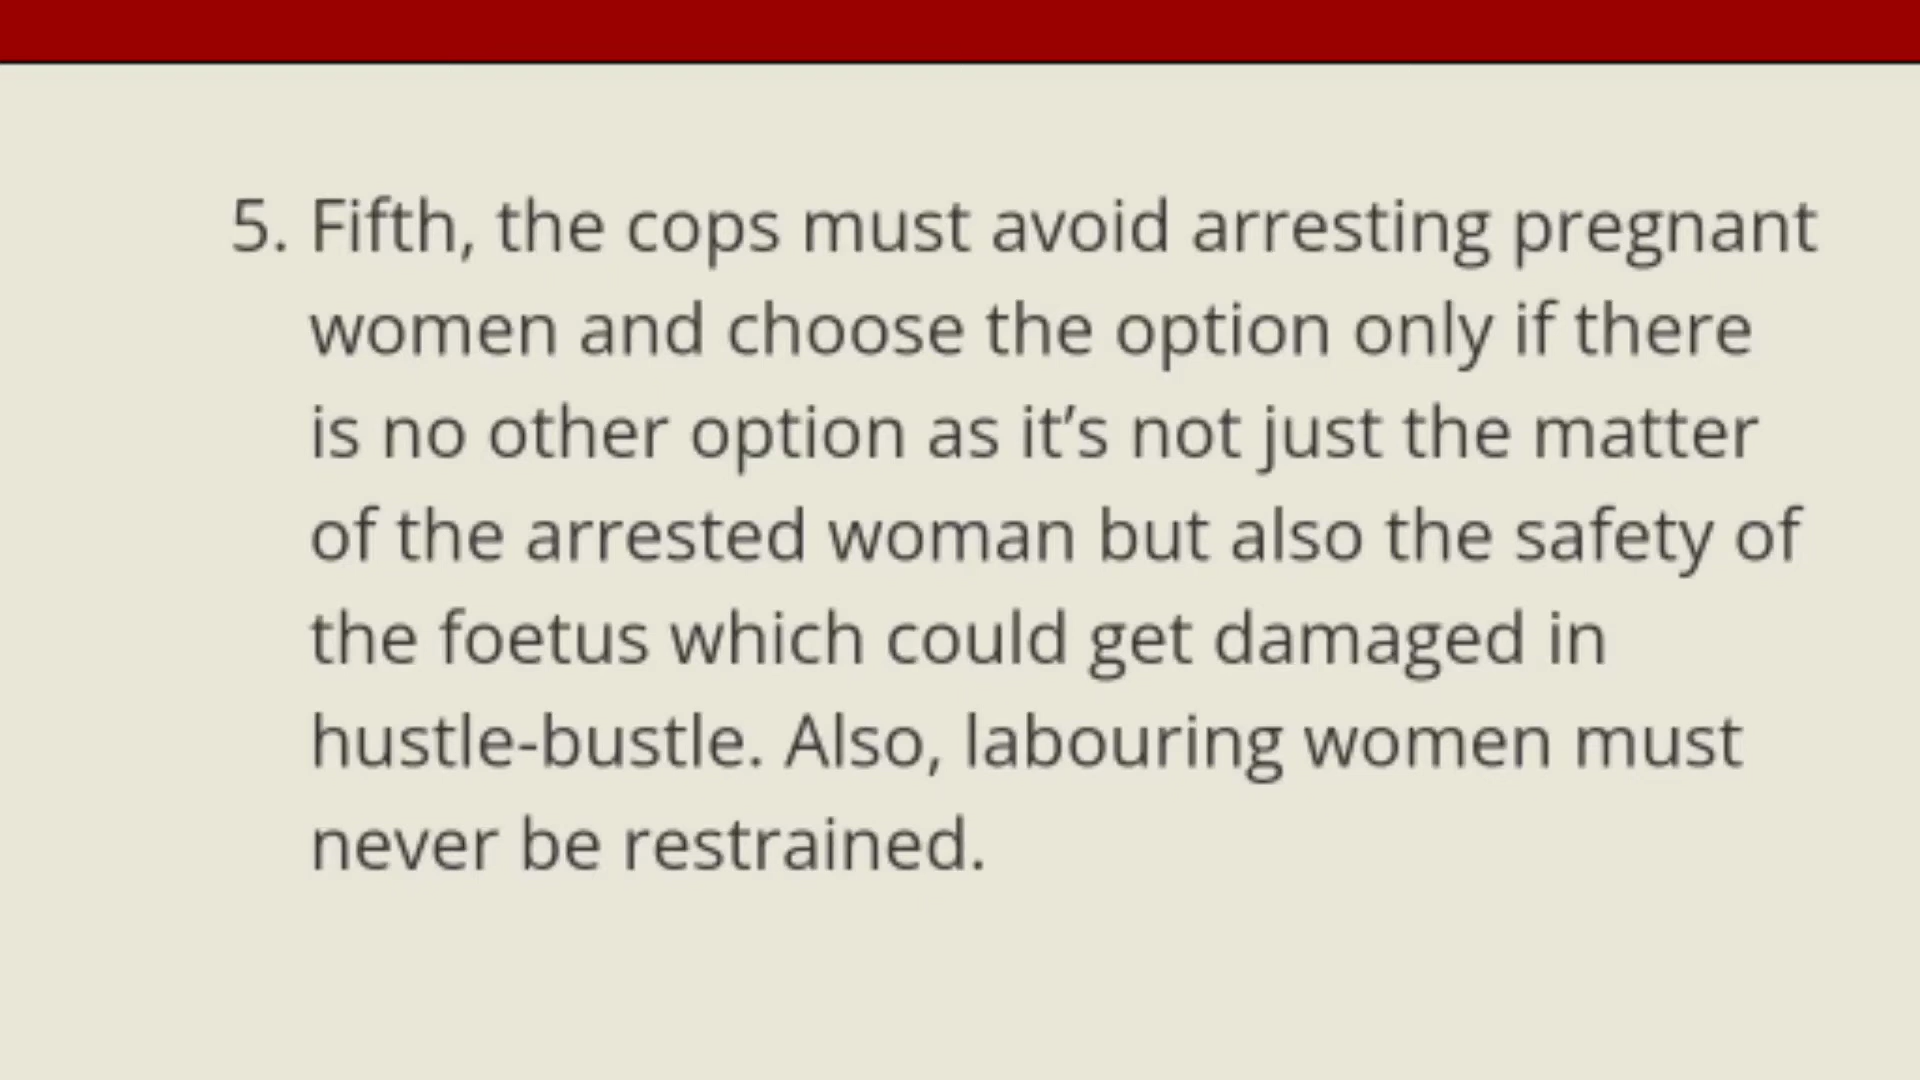 5. Fifth, the cops must avoid arresting pregnant
women and choose the option only if there
is no other option as it’s not just the matter
of the arrested woman but also the safety of
the foetus which could get damaged in
hustle-bustle. Also, labouring women must
never be restrained.